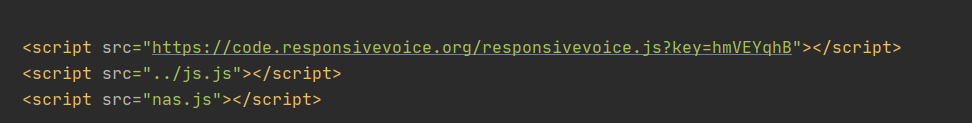 <script src="https://code.responsivevoice.org/responsivevoice.js?key=hmVEYqhB"></script>
<script src="../js.js"></script>
<script src="nas.js"></script>